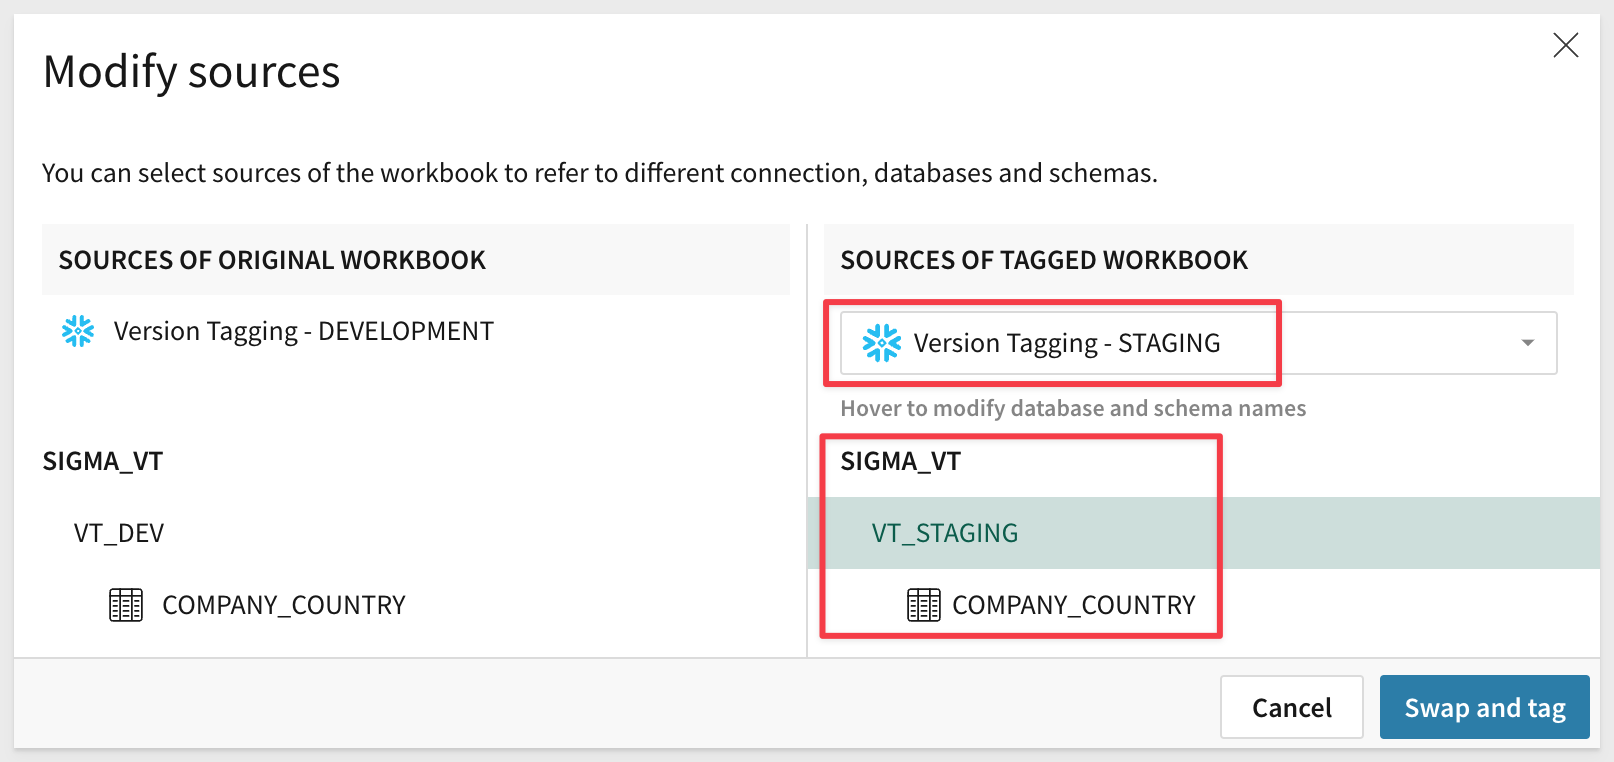 Modify sources
You can select sources of the workbook to refer to different connection, databases and schemas.
SOURCES OF ORIGINAL WORKBOOK
Version Tagging - DEVELOPMENT
SIGMA_VT
VT_DEV
COMPANY_COUNTRY
SOURCES OF TAGGED WORKBOOK
Version Tagging - STAGING
Hover to modify database and schema names
SIGMA_VT
VT_STAGING
COMPANY_COUNTRY
Cancel
Swap and tag